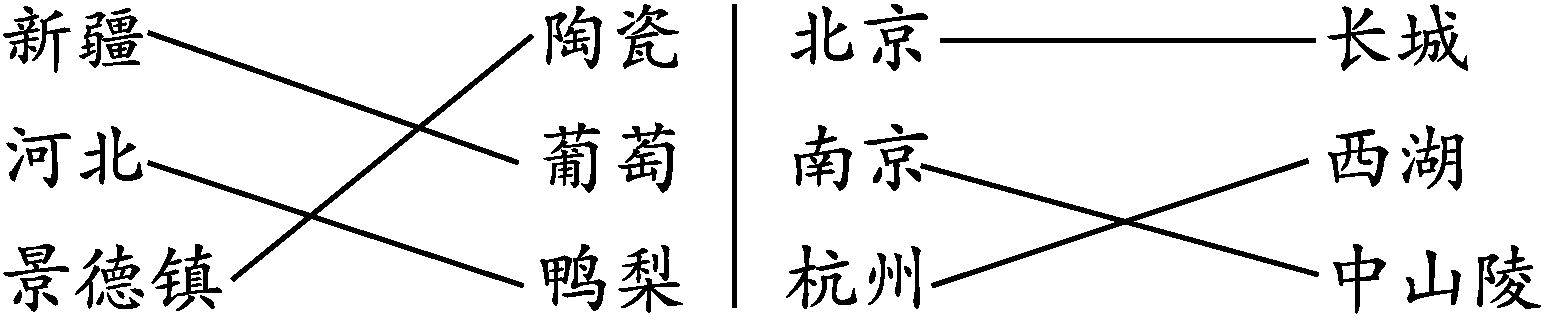 新疆 陶瓷 北京 长城
河北 葡萄 南京 西湖
景德镇 鸭梨 杭州 中山陵